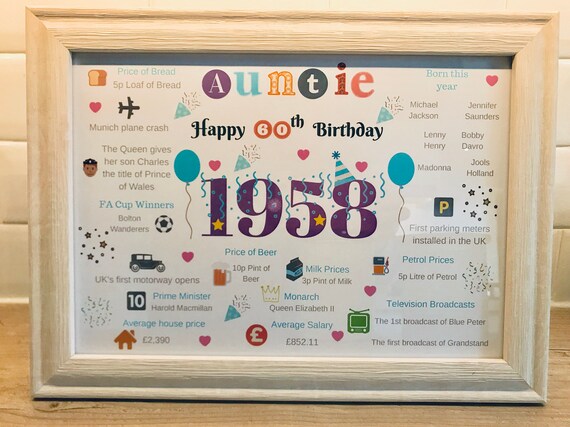 Auntie
Happy 60th Birthday
1958
Price of Bread
5p Loaf of Bread
Munich plane crash
The Queen gives
her son Charles
the title of Prince
of Wales.
FA Cup Winners
Bolton
Wanderers
UK's first motorway opens
10 Prime Minister
Harold Macmillan
Average house price
£2,390
Price of Beer
10p Pint of
Beer
Milk Prices
3p Pint of Milk
Monarch
Queen Elizabeth II
£ Average Salary
£852.11
Born this
year
Michael
Jackson
Jennifer
Saunders
Lenny
Henry
Bobby
Davro
Madonna
Jools
Holland
P
First parking meters
installed in the UK
Petrol Prices
5p Litre of Petrol
Television Broadcasts
The 1st broadcast of Blue Peter
The first broadcast of Grandstand